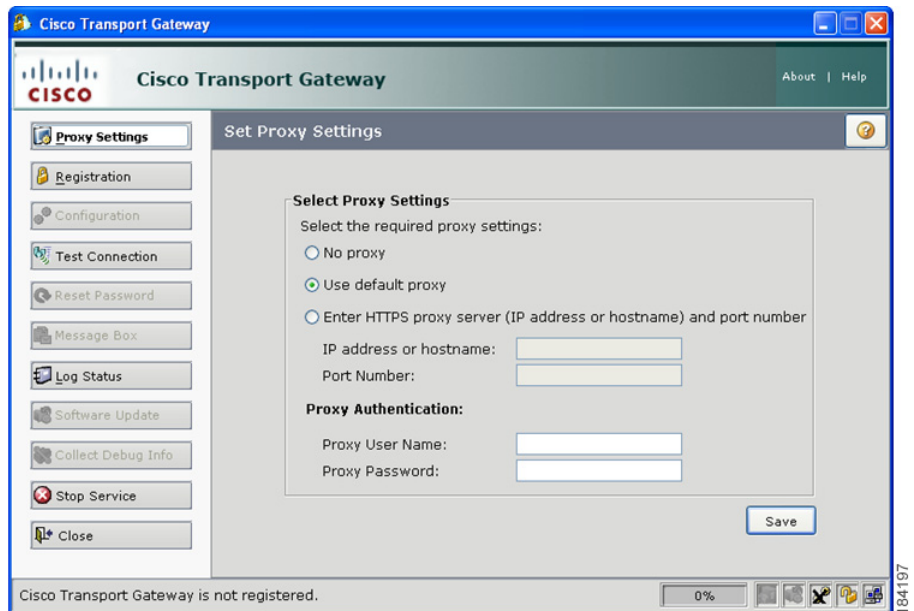 Cisco Transport Gateway
CISCO
Cisco Transport Gateway
About | Help
Proxy Settings
Registration
Configuration
Test Connection
Reset Password
Message Box
Log Status
Software Update
Collect Debug Info
Stop Service
Close
Set Proxy Settings
Select Proxy Settings
Select the required proxy settings:
No proxy
Use default proxy
Enter HTTPS proxy server (IP address or hostname) and port number
IP address or hostname:
Port Number:
Proxy Authentication:
Proxy User Name:
Proxy Password:
Save
Cisco Transport Gateway is not registered.
0%
84197